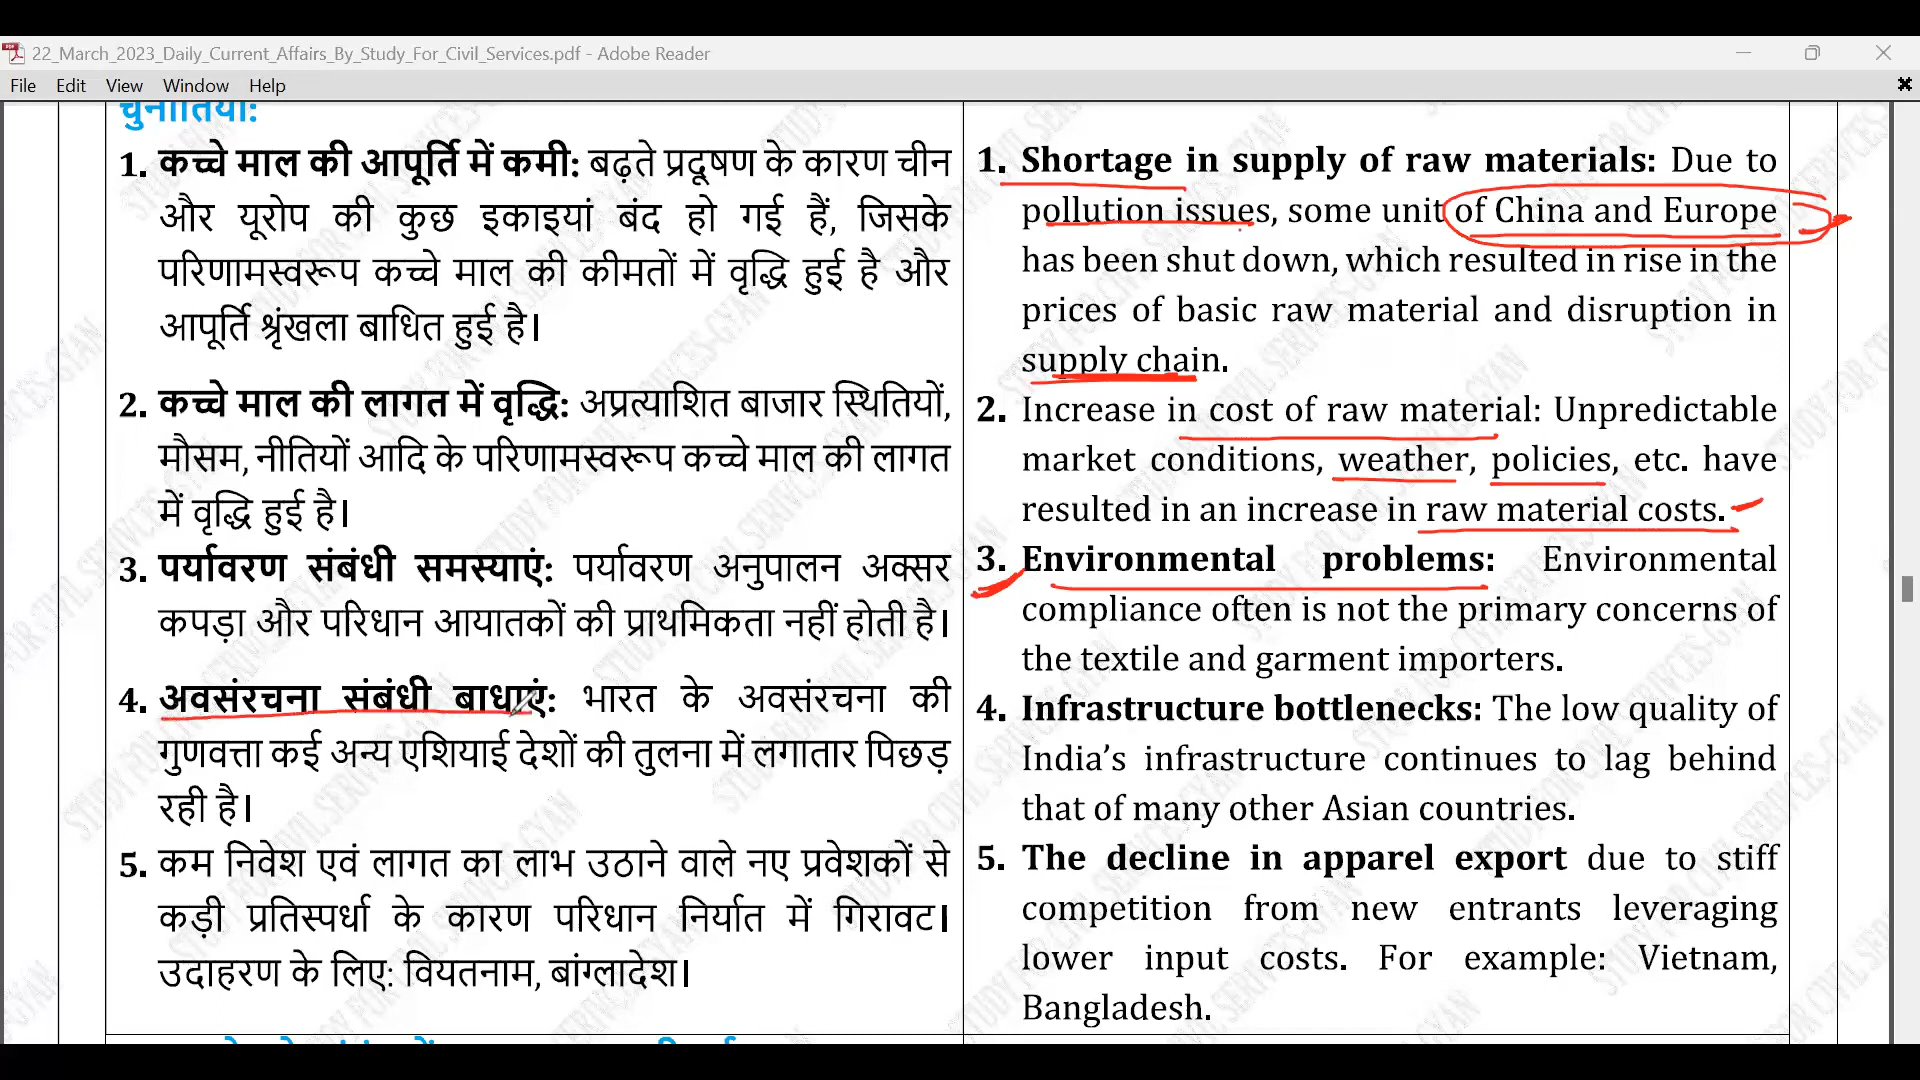 22_March_2023_Daily_Current_Affairs_By_Study_For_Civil_Services.pdf - Adobe Reader
File Edit View Window Help
चुनौतियां:
1. कच्चे माल की आपूर्ति में कमी: बढ़ते प्रदूषण के कारण चीन
और यूरोप की कुछ इकाइयां बंद हो गई हैं, जिसके
परिणामस्वरूप कच्चे माल की कीमतों में वृद्धि हुई है और
आपूर्ति श्रृंखला बाधित हुई है।
2. कच्चे माल की लागत में वृद्धि: अप्रत्याशित बाजार स्थितियों,
मौसम, नीतियों आदि के परिणामस्वरूप कच्चे माल की लागत
में वृद्धि हुई है।
3. पर्यावरण संबंधी समस्याएं: पर्यावरण अनुपालन अक्सर
कपड़ा और परिधान आयातकों की प्राथमिकता नहीं होती है।
4. अवसंरचना संबंधी बाधाएं: भारत के अवसंरचना की
गुणवत्ता कई अन्य एशियाई देशों की तुलना में लगातार पिछड़
रही है।
5. कम निवेश एवं लागत का लाभ उठाने वाले नए प्रवेशकों से
कड़ी प्रतिस्पर्धा के कारण परिधान निर्यात में गिरावट।
उदाहरण के लिए: वियतनाम, बांग्लादेश।
1. Shortage in supply of raw materials: Due to
pollution issues, some unit of China and Europe
has been shut down, which resulted in rise in the
prices of basic raw material and disruption in
supply chain.
2. Increase in cost of raw material: Unpredictable
market conditions, weather, policies, etc. have
resulted in an increase in raw material costs.
3. Environmental problems: Environmental
compliance often is not the primary concerns of
the textile and garment importers.
4. Infrastructure bottlenecks: The low quality of
India’s infrastructure continues to lag behind
that of many other Asian countries.
5. The decline in apparel export due to stiff
competition from new entrants leveraging
lower input costs. For example: Vietnam,
Bangladesh.
STUDY FOR CIVIL SERIVCES-GYAN